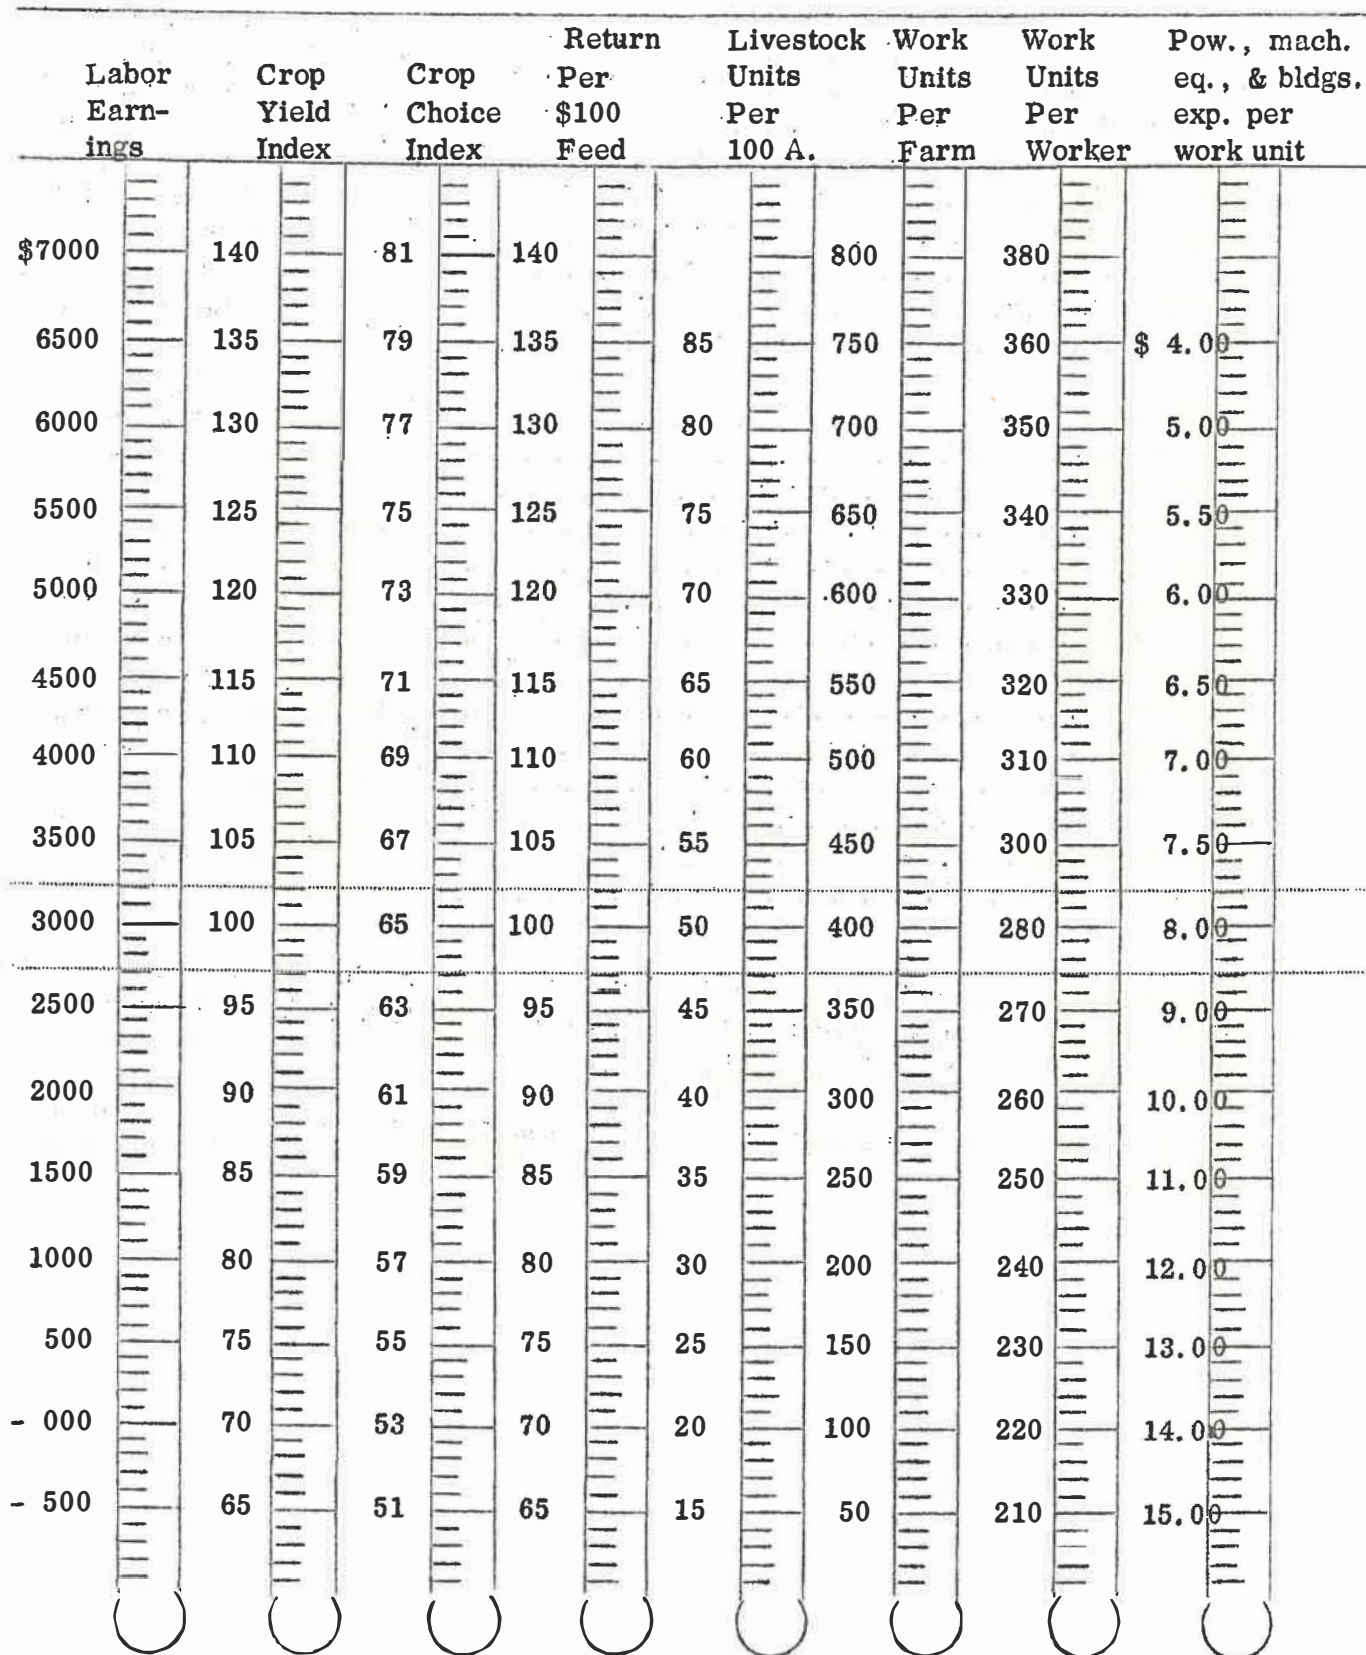 Return Livestock Work Work Pow., mach.
Labor Crop Crop Per Units Units Units eq., & bldgs.
Earn- Yield Choice $100 Per Per Per exp. per
ings Index Index Feed 100 A. Farm Worker work unit
$7000 140 81 140 800 380
6500 135 79 135 85 750 360 $ 4.00
6000 130 77 130 80 700 350 5.00
5500 125 75 125 75 650 340 5.50
5000 120 73 120 70 600 330 6.00
4500 115 71 115 65 550 320 6.50
4000 110 69 110 60 500 310 7.00
3500 105 67 105 55 450 300 7.50
3000 100 65 100 50 400 280 8.00
2500 95 63 95 45 350 270 9.00
2000 90 61 90 40 300 260 10.00
1500 85 59 85 35 250 250 11.00
1000 80 57 80 30 200 240 12.00
500 75 55 75 25 150 230 13.00
- 000 70 53 70 20 100 220 14.00
- 500 65 51 65 15 50 210 15.00